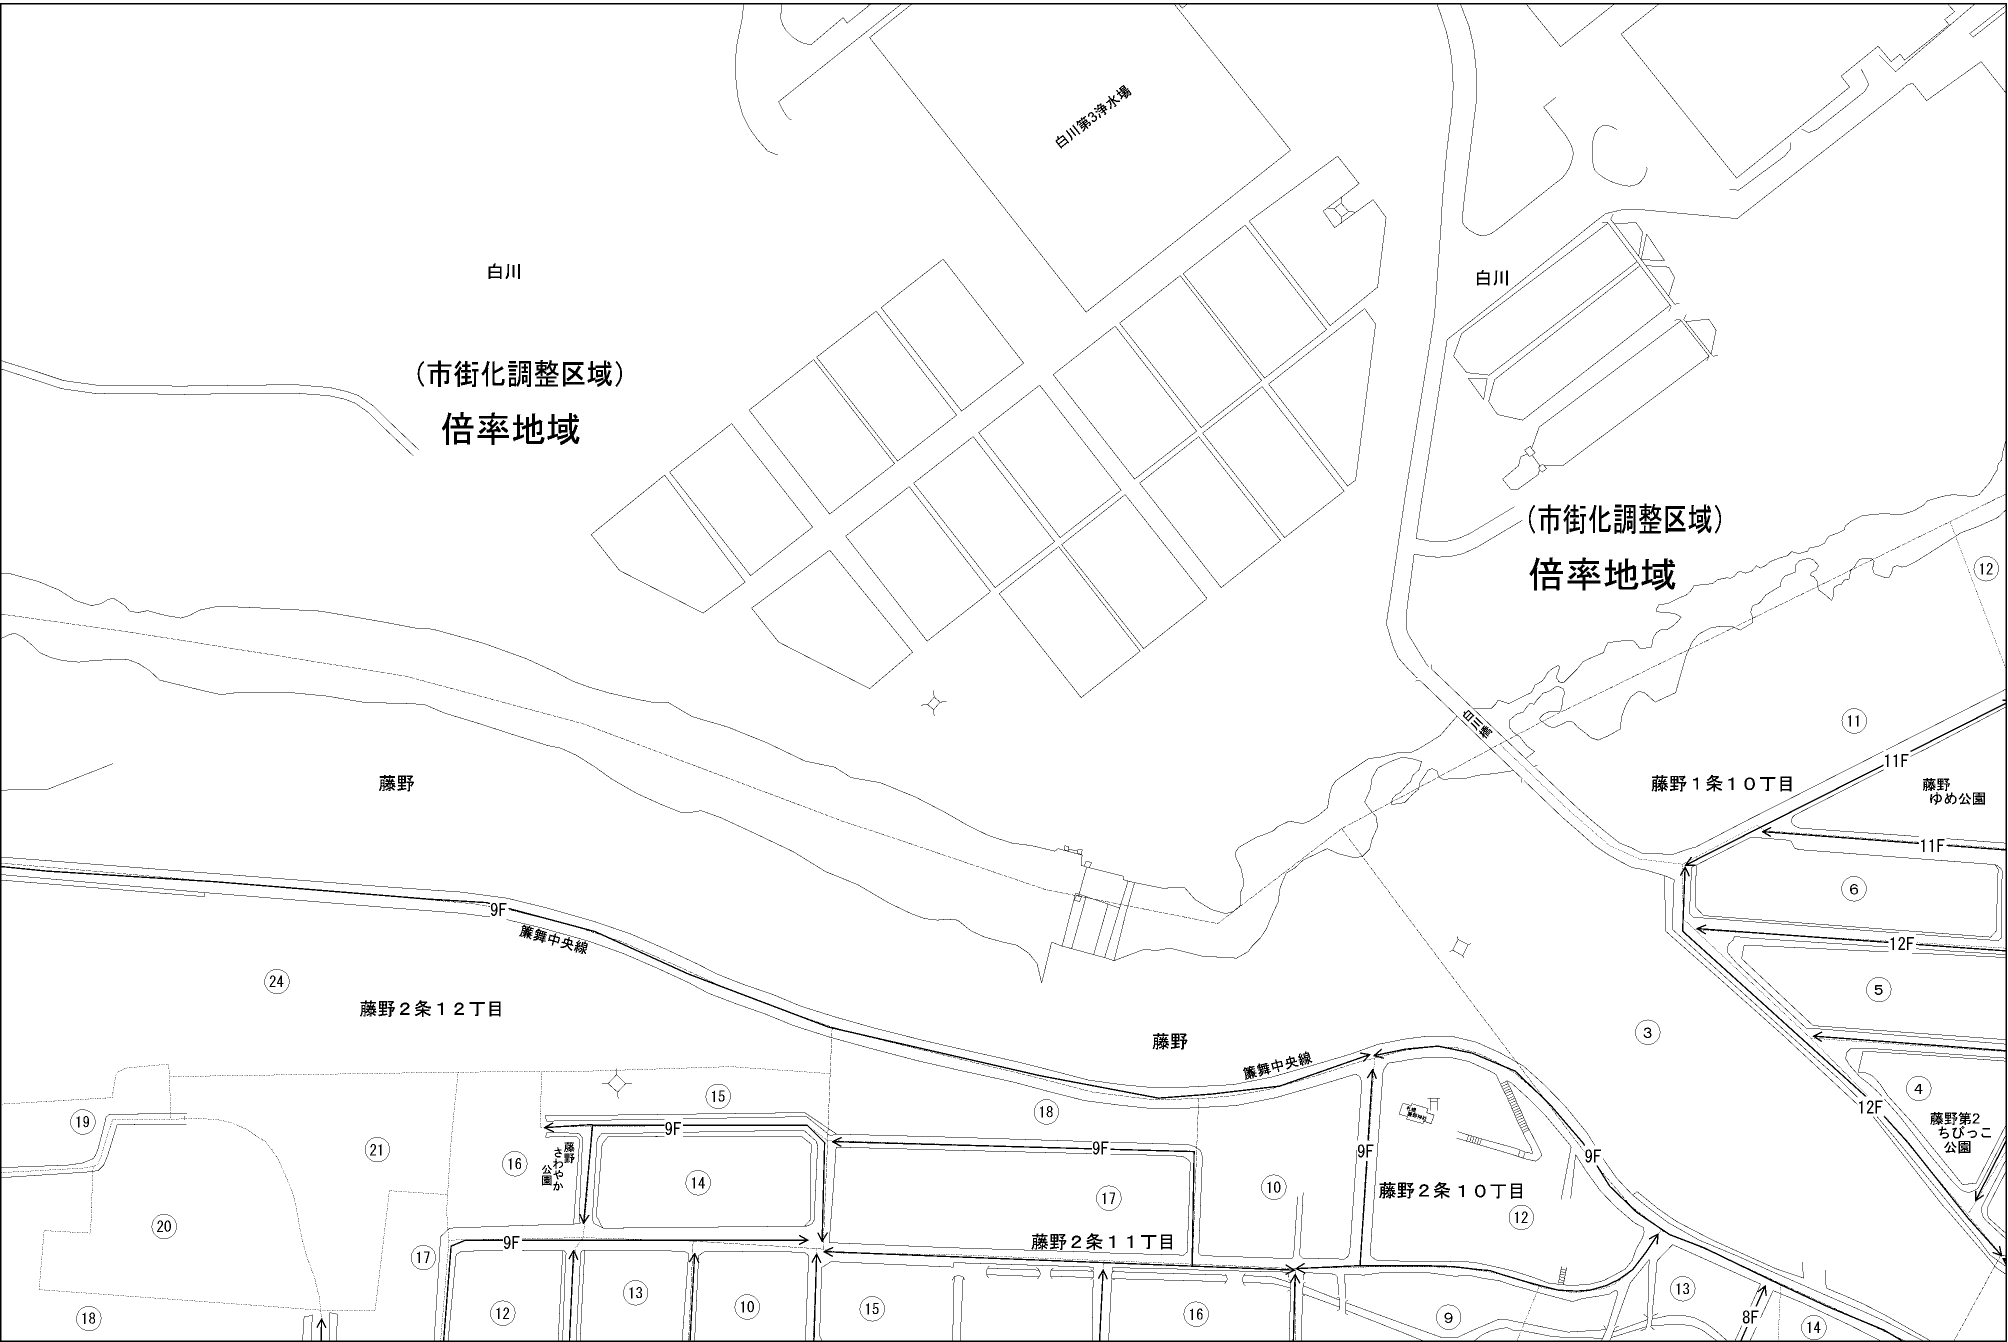 白川第3浄水場
白川
白川
（市街化調整区域）
倍率地域
（市街化調整区域）
倍率地域
12
白川橋
11
11F
藤野
藤野１条１０丁目
藤野
ゆめ公園
11F
6
9F
簾舞中央線
12F
24
藤野２条１２丁目
5
藤野
3
簾舞中央線
15
18
4
12F
藤野第2
ちびっこ
公園
19
9F
21
16
藤野
さわやか
公園
14
9F
9F
9F
17
10
藤野２条１０丁目
12
20
17
9F
藤野２条１１丁目
18
12
13
10
15
16
9
13
8F
14